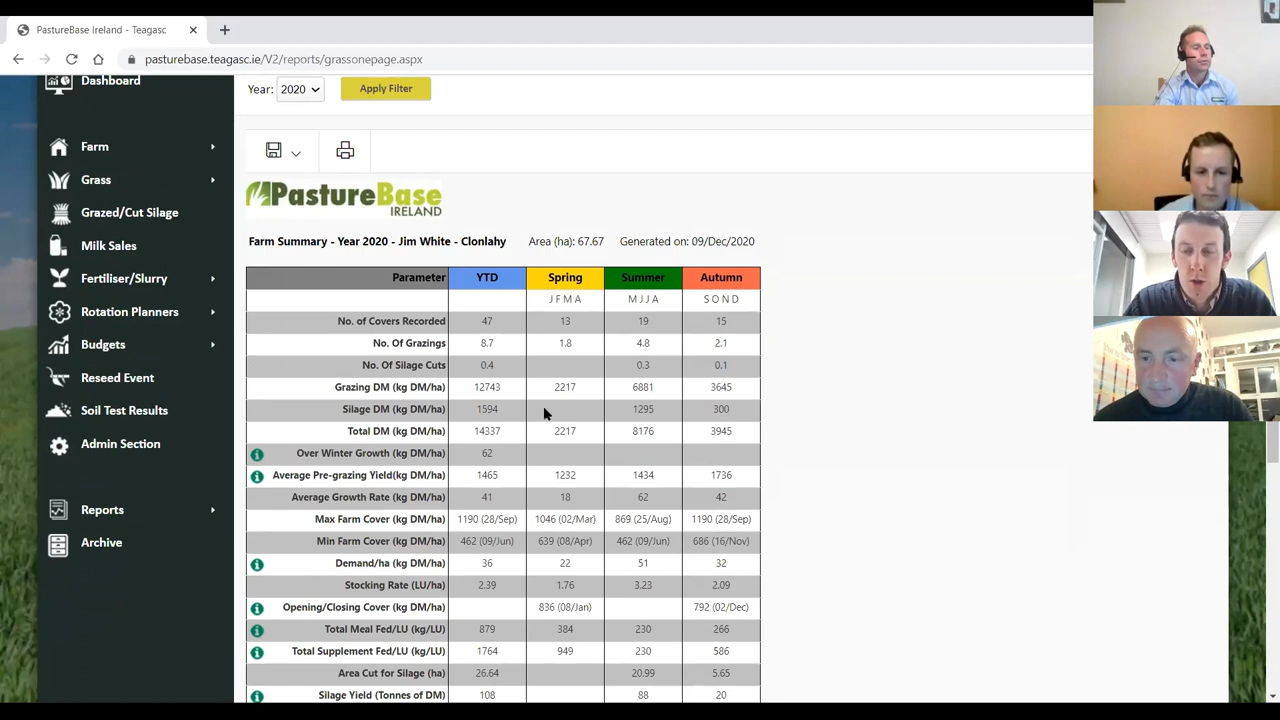 PastureBase Ireland - Teagasc
pasturebase.teagasc.ie/V2/reports/grassonepage.aspx
Dashboard
Farm
Grass
Grazed/Cut Silage
Milk Sales
Fertiliser/Slurry
Rotation Planners
Budgets
Reseed Event
Soil Test Results
Admin Section
Reports
Archive
Year: 2020 Apply Filter
PastureBase
IRELAND
Farm Summary - Year 2020 - Jim White - Clonlahy Area (ha): 67.67 Generated on: 09/Dec/2020
Parameter YTD Spring Summer Autumn
J F M A M J J A S O N D
No. of Covers Recorded 47 13 19 15
No. of Grazings 8.7 1.8 4.8 2.1
No. Of Silage Cuts 0.4 0.3 0.1
Grazing DM (kg DM/ha) 12743 2217 6881 3645
Silage DM (kg DM/ha) 1594 1295 300
Total DM (kg DM/ha) 14337 2217 8176 3945
Over Winter Growth (kg DM/ha) 62
Average Pre-grazing Yield(kg DM/ha) 1465 1232 1434 1736
Average Growth Rate (kg DM/ha) 41 18 62 42
Max Farm Cover (kg DM/ha) 1190 (28/Sep) 1046 (02/Mar) 869 (25/Aug) 1190 (28/Sep)
Min Farm Cover (kg DM/ha) 462 (09/Jun) 639 (08/Apr) 462 (09/Jun) 686 (16/Nov)
Demand/ha (kg DM/ha) 36 22 51 32
Stocking Rate (LU/ha) 2.39 1.76 3.23 2.09
Opening/Closing Cover (kg DM/ha) 836 (08/Jan) 792 (02/Dec)
Total Meal Fed/LU (kg/LU) 879 384 230 266
Total Supplement Fed/LU (kg/LU) 1764 949 230 586
Area Cut for Silage (ha) 26.64 20.99 5.65
Silage Yield (Tonnes of DM) 108 88 20